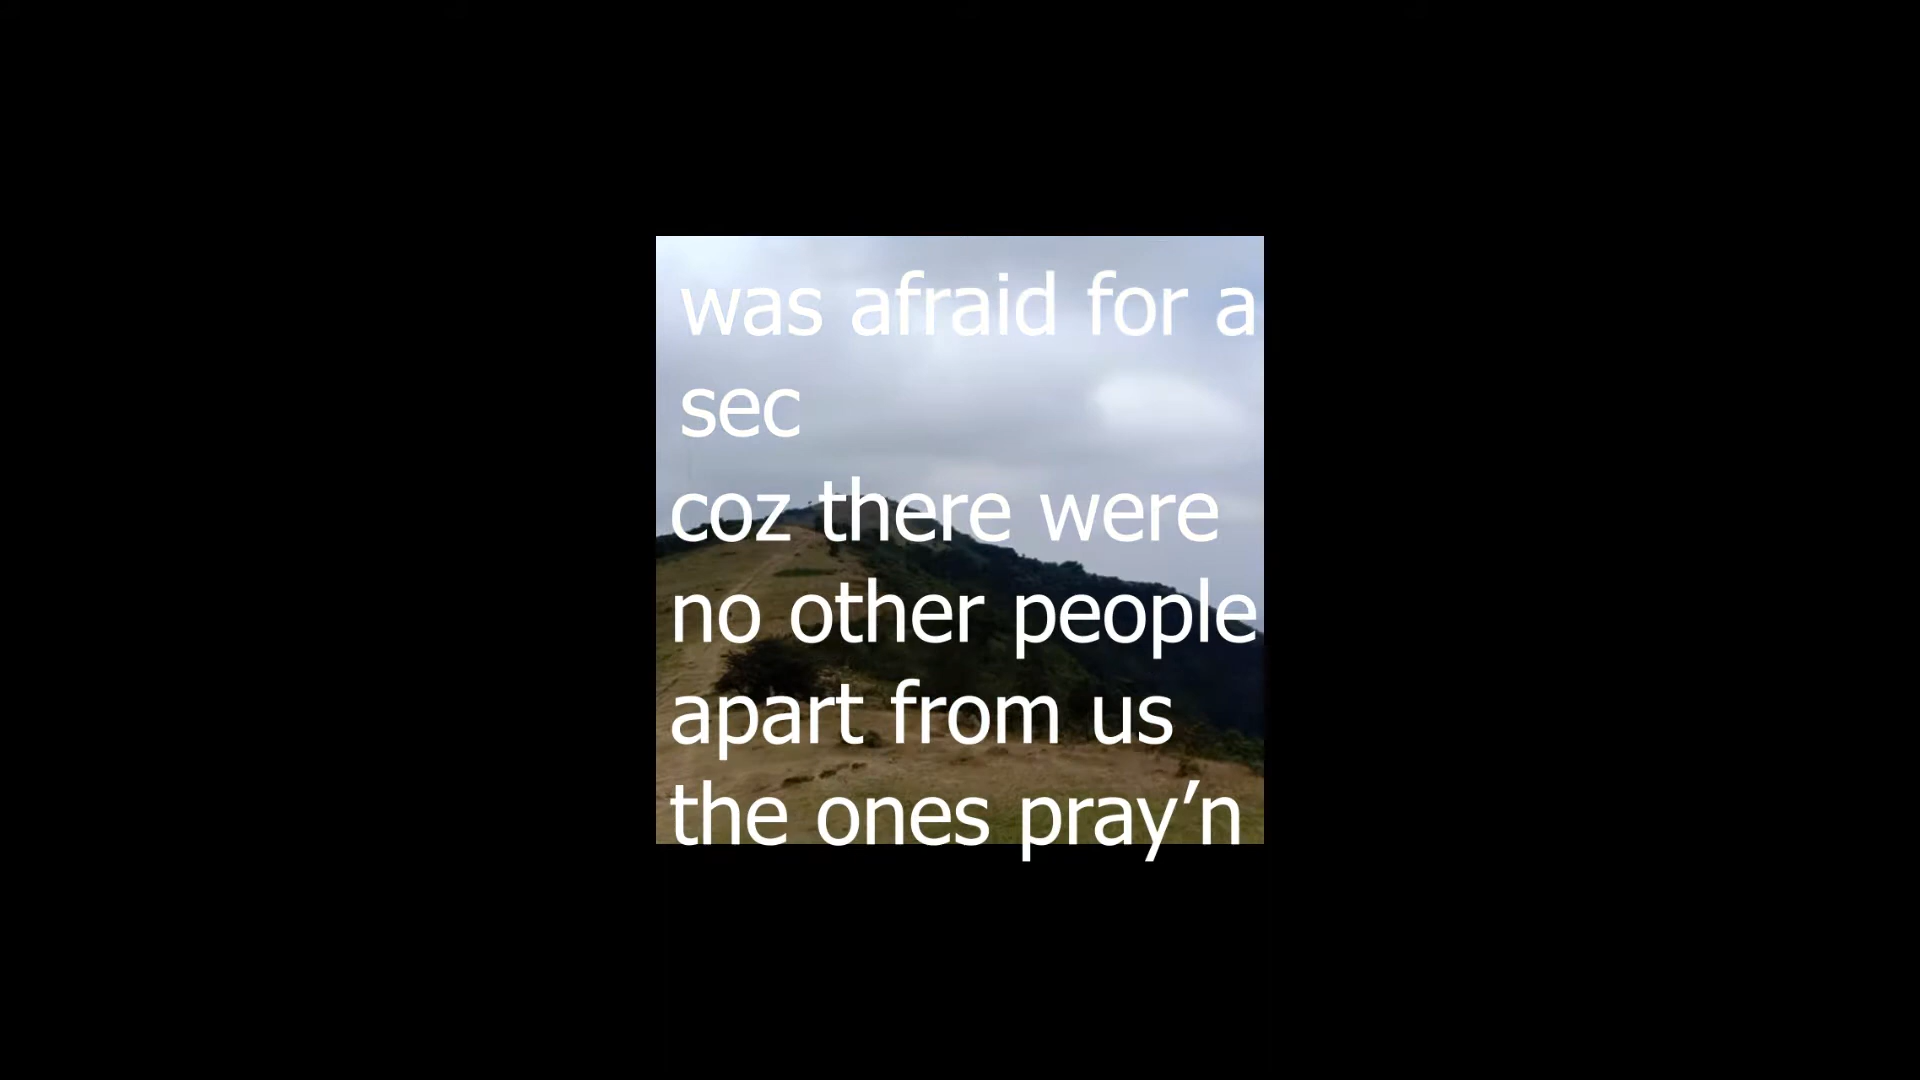 was afraid for a
sec
coz there were
no other people
apart from us
the ones pray’n